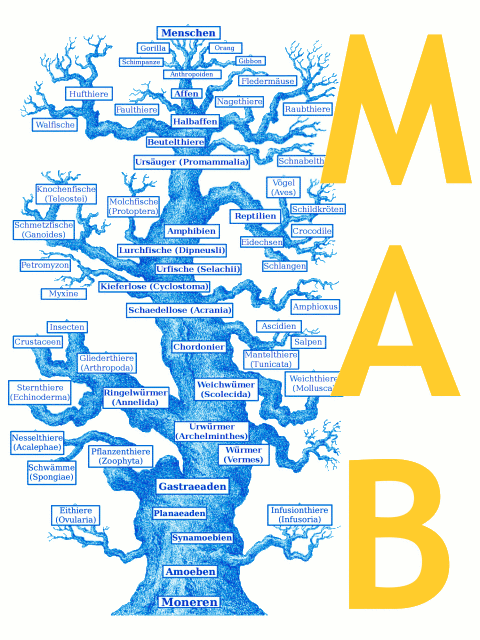 Menschen
Gorilla
Orang
Schimpanze
Gibbon
Anthropoiden
Fledermäuse
Hufthiere
Affen
Nagethiere
Faulthiere
Raubthiere
Walfische
Halbaffen
Beutelthiere
Ursäuger (Promammalia)
Schnabelth
Vögel
(Aves)
Knochenfische
(Teleostei)
Molchfische
(Protoptera)
Schildkröten
Reptilien
Schmetzfische
(Ganoides)
Amphibien
Crocodile
Eidechsen
Lurchfische (Dipneusti)
Petromyzon
Urfische (Selachii)
Schlangen
Kieferlose (Cyclostoma)
Myxine
Amphioxus
Schaedellose (Acrania)
Insecten
Ascidien
Crustaceen
Chordonier
Salpen
Gliederthiere
(Arthropoda)
Mantelthiere
(Tunicata)
Weichthiere
(Mollusca)
Sternthiere
(Echinoderma)
Ringelwürmer
(Annelida)
Weichwümer
(Scolecida)
Urwürmer
(Archelminthes)
Nesselthiere
(Acalephae)
Pflanzenthiere
(Zoophyta)
Würmer
(Vermes)
Schwämme
(Spongiae)
Gastraeaden
Eithiere
(Ovularia)
Planaeaden
Infusionthiere
(Infusoria)
Synamoebien
Amoeben
Moneren
M
A
B